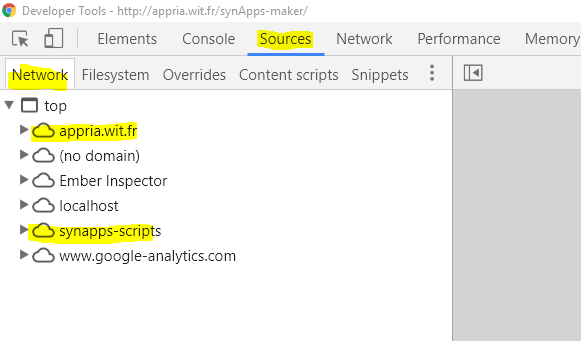 Developer Tools - http://appria.wit.fr/synApps-maker/
Elements Console Sources Network Performance Memory
Network Filesystem Overrides Content scripts Snippets
top
appria.wit.fr
(no domain)
Ember Inspector
localhost
synapps-scripts
www.google-analytics.com